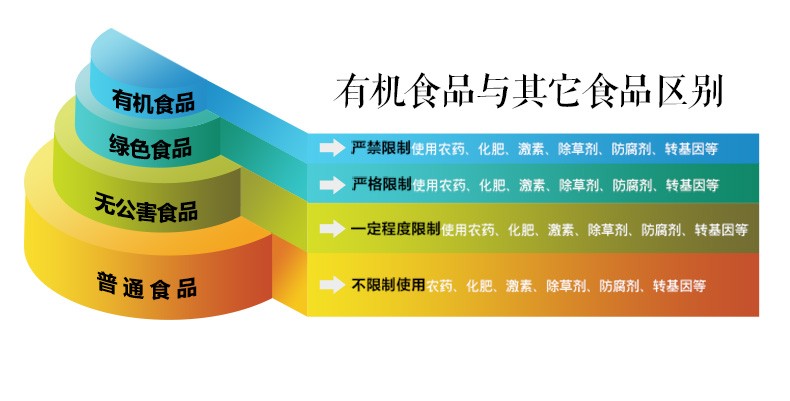 有机食品与其它食品区别
有机食品
严禁限制使用农药、化肥、激素、除草剂、防腐剂、转基因等
绿色食品
严格限制使用农药、化肥、激素、除草剂、防腐剂、转基因等
无公害食品
一定程度限制使用农药、化肥、激素、除草剂、防腐剂、转基因等
普通食品
不限制使用农药、化肥、激素、除草剂、防腐剂、转基因等